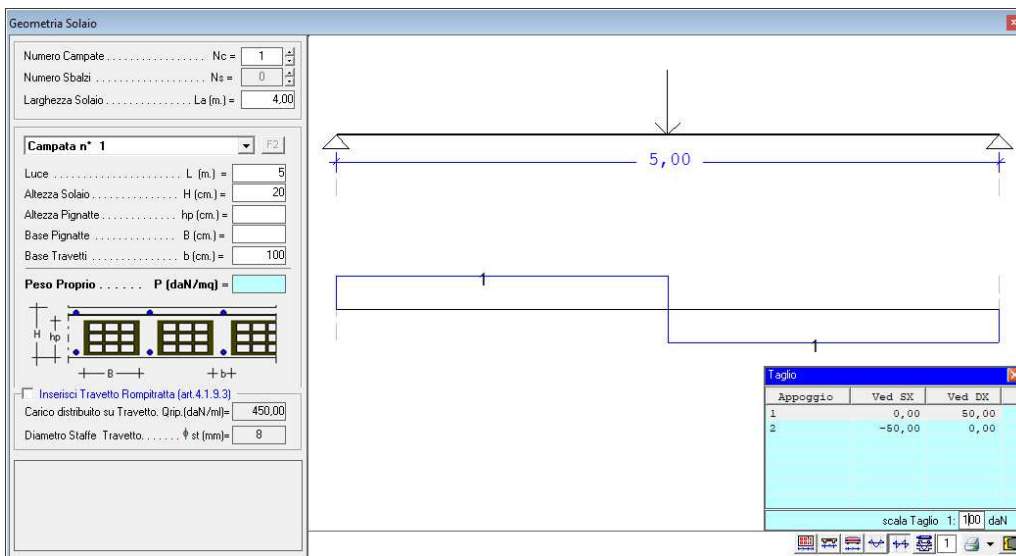 Geometria Solaio
Numero Campate . . . . . . . . . . . . . . . . . Nc = 1
Numero Sbalzi . . . . . . . . . . . . . . . . . . . Ns = 0
Larghezza Solaio . . . . . . . . . . . . . La (m.) = 4,00
Campata n° 1 F2
Luce . . . . . . . . . . . . . . . . . . . . . . L (m.) = 5
Altezza Solaio . . . . . . . . . . . . . H (cm.) = 20
Altezza Pignatte . . . . . . . . . . . . hp (cm.) =
Base Pignatte . . . . . . . . . . . . . . B (cm.) =
Base Travetti . . . . . . . . . . . . . . . b (cm.) = 100
Peso Proprio . . . . . . P (daN/mq) =
H hp
B b
Inserisci Travetto Rompitratta (art.4.1.9.3)
Carico distribuito su Travetto. Qrip.(daN/ml)= 450,00
Diametro Staffe Travetto. . . . . . . ϕ st (mm)= 8
5,00
1
1
Taglio
Appoggio Ved SX Ved DX
1 0,00 50,00
2 -50,00 0,00
scala Taglio 1: 100 daN
1